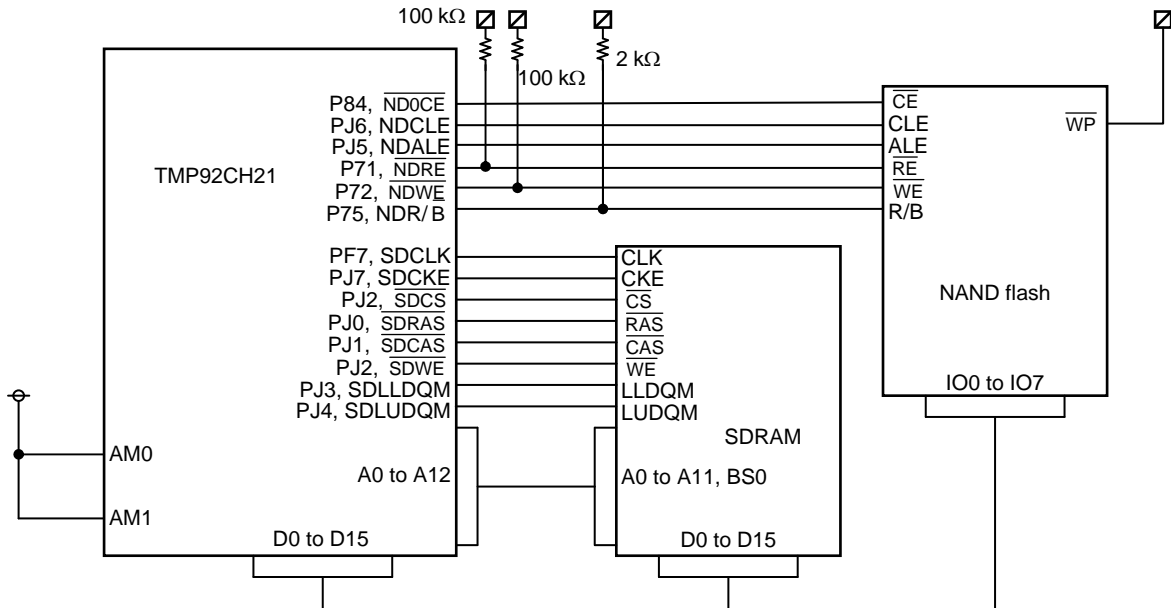 100 kΩ
100 kΩ
2 kΩ
TMP92CH21
P84, ND0CE
PJ6, NDCLE
PJ5, NDALE
P71, NDRE
P72, NDWE
P75, NDR/B
PF7, SDCLK
PJ7, SDCKE
PJ2, SDCS
PJ0, SDRAS
PJ1, SDCAS
PJ2, SDWE
PJ3, SDLLDQM
PJ4, SDLUDQM
A0 to A12
D0 to D15
AM0
AM1
CLK
CKE
CS
RAS
CAS
WE
LLDQM
LUDQM
SDRAM
A0 to A11, BS0
D0 to D15
CE
CLE
ALE
RE
WE
R/B
WP
NAND flash
IO0 to IO7